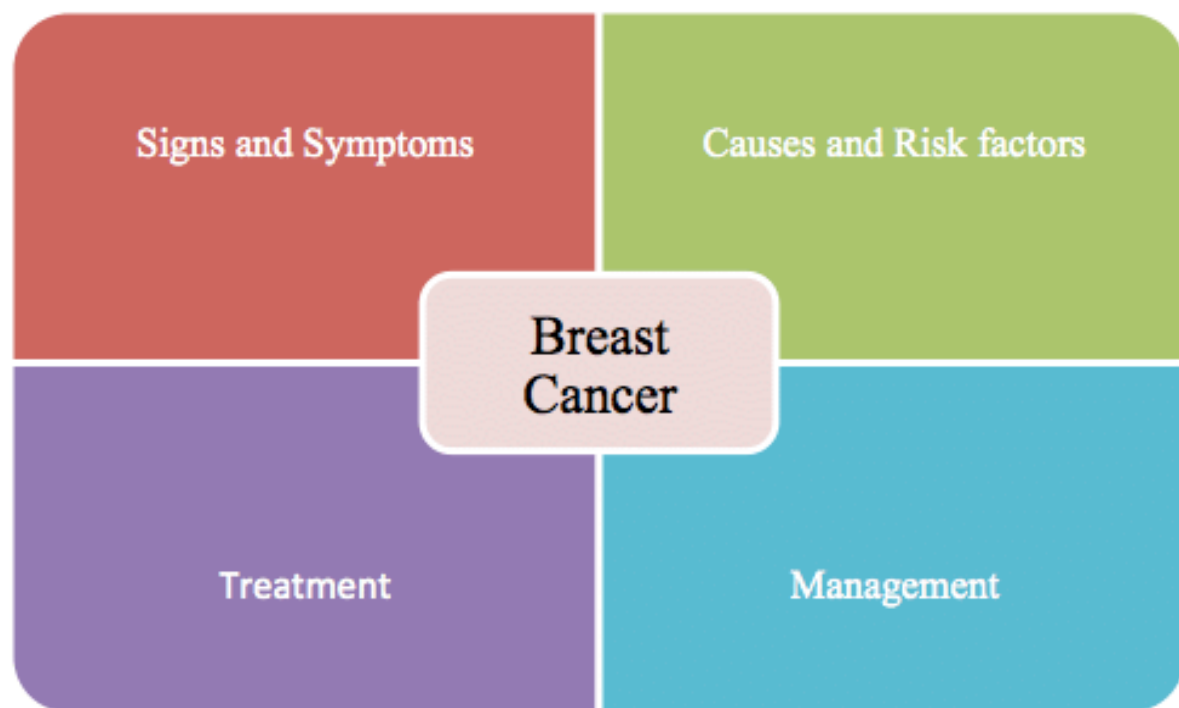 Signs and Symptoms
Causes and Risk factors
Breast
Cancer
Treatment
Management